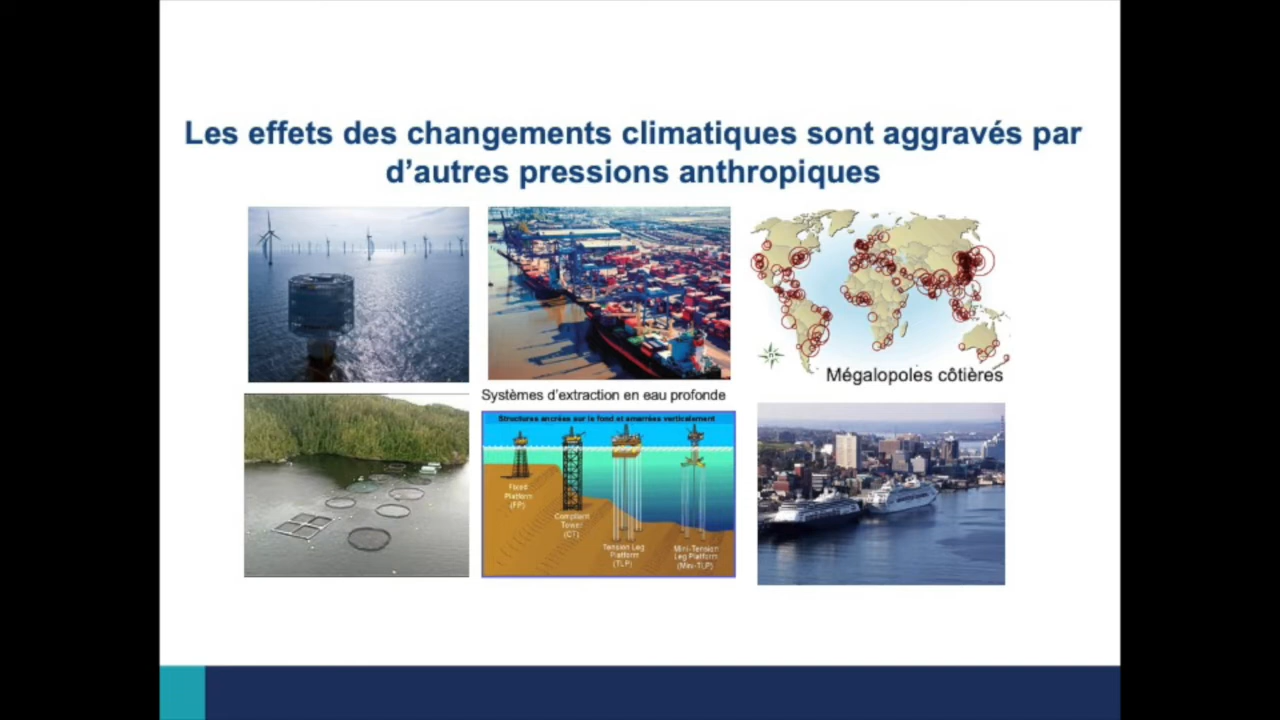 Les effets des changements climatiques sont aggravés par
d'autres pressions anthropiques
Mégalopoles côtières
Systèmes d'extraction en eau profonde
Structures ancrées sur le fond et amarrées verticalement
Fixed
Platform
(FP)
Compliant
Tower
(CT)
Tension Leg
Platform
(TLP)
Mini-Tension
Leg Platform
(Mini-TLP)